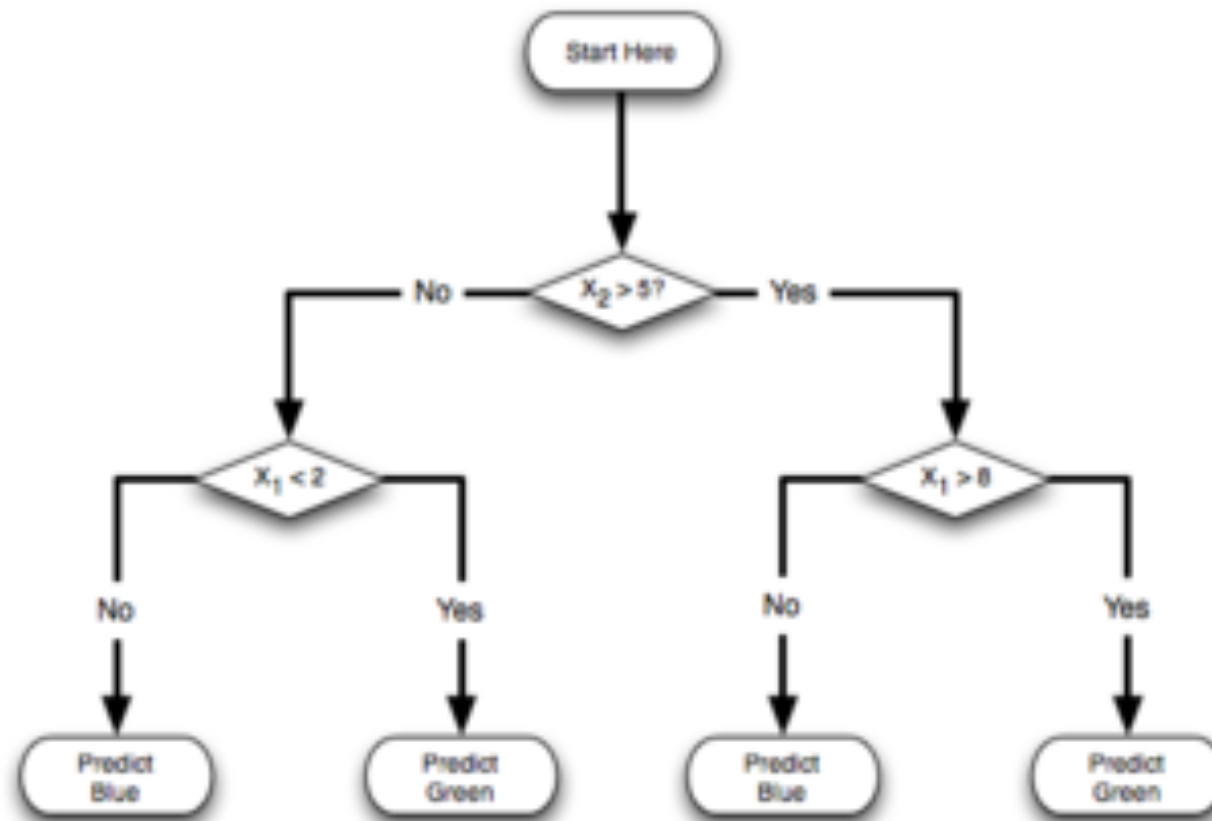 Start Here
No
X₂ > 5?
Yes
X₁ < 2
X₁ > 8
No
Yes
No
Yes
Predict
Blue
Predict
Green
Predict
Blue
Predict
Green